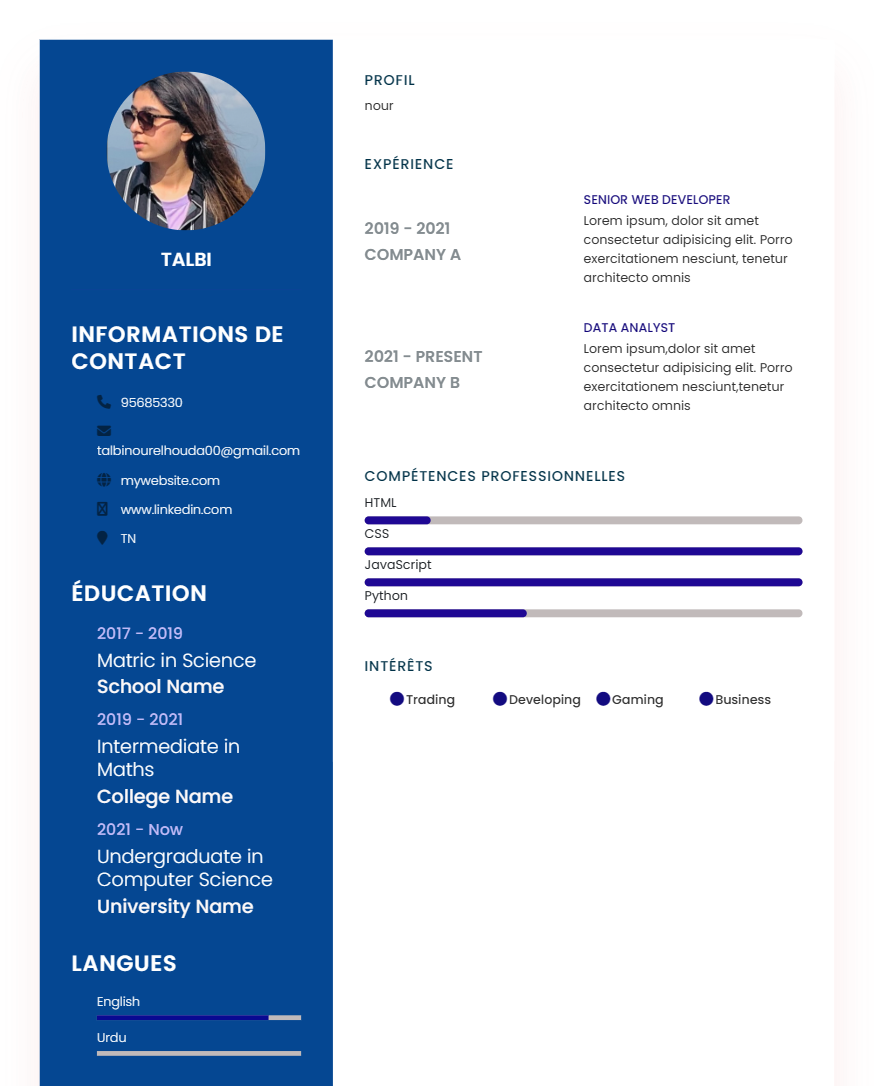 TALBI
INFORMATIONS DE
CONTACT
95685330
talbinourelhouda00@gmail.com
mywebsite.com
www.linkedin.com
TN
ÉDUCATION
2017 - 2019
Matric in Science
School Name
2019 - 2021
Intermediate in
Maths
College Name
2021 - Now
Undergraduate in
Computer Science
University Name
LANGUES
English
Urdu
PROFIL
nour
EXPÉRIENCE
2019 - 2021
COMPANY A
SENIOR WEB DEVELOPER
Lorem ipsum, dolor sit amet
consectetur adipisicing elit. Porro
exercitationem nesciunt, tenetur
architecto omnis
2021 - PRESENT
COMPANY B
DATA ANALYST
Lorem ipsum,dolor sit amet
consectetur adipisicing elit. Porro
exercitationem nesciunt,tenetur
architecto omnis
COMPÉTENCES PROFESSIONNELLES
HTML
CSS
JavaScript
Python
INTÉRÊTS
Trading Developing Gaming Business